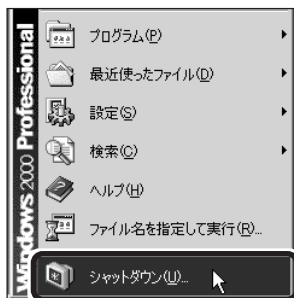 Windows 2000 Professional
プログラム(P)
最近使ったファイル(D)
設定(S)
検索(C)
ヘルプ(H)
ファイル名を指定して実行(R)...
シャットダウン(U)...